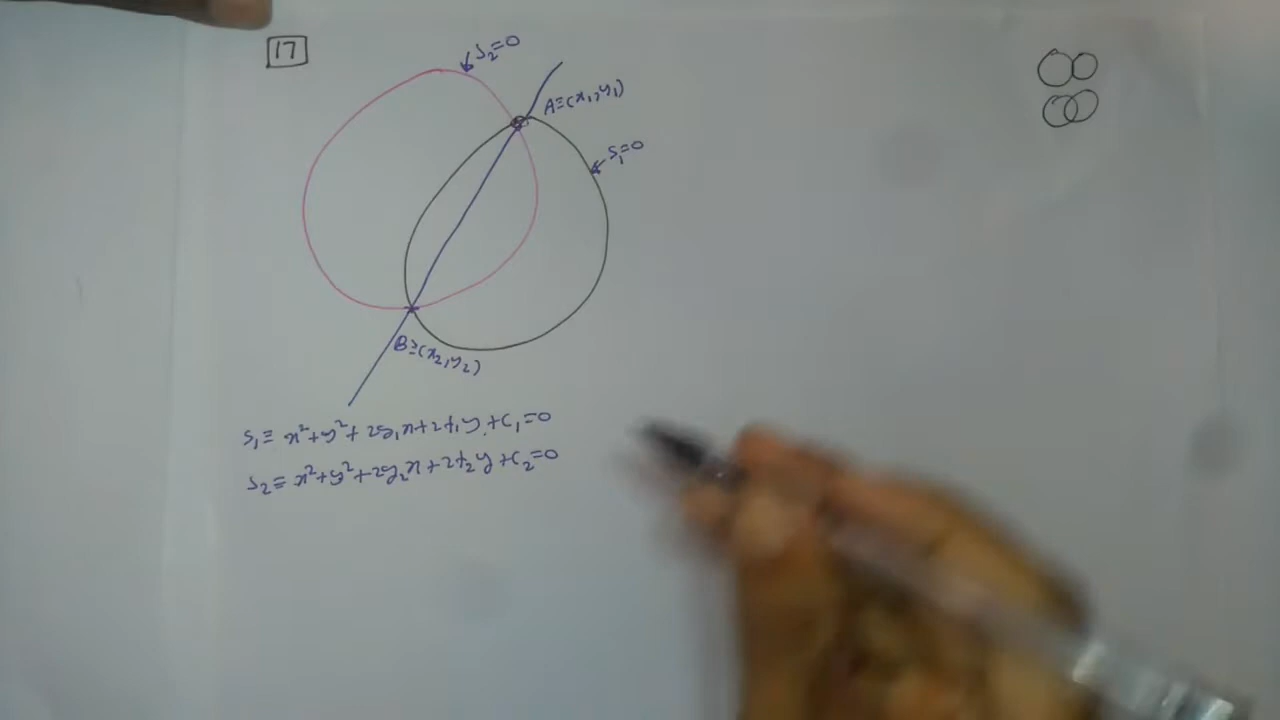 17
S₂=0
A≡(x₁,y₁)
S₁=0
B≡(x₂,y₂)
S₁≡ x²+y²+2g₁x+2f₁y+c₁=0
S₂≡ x²+y²+2g₂x+2f₂y+c₂=0